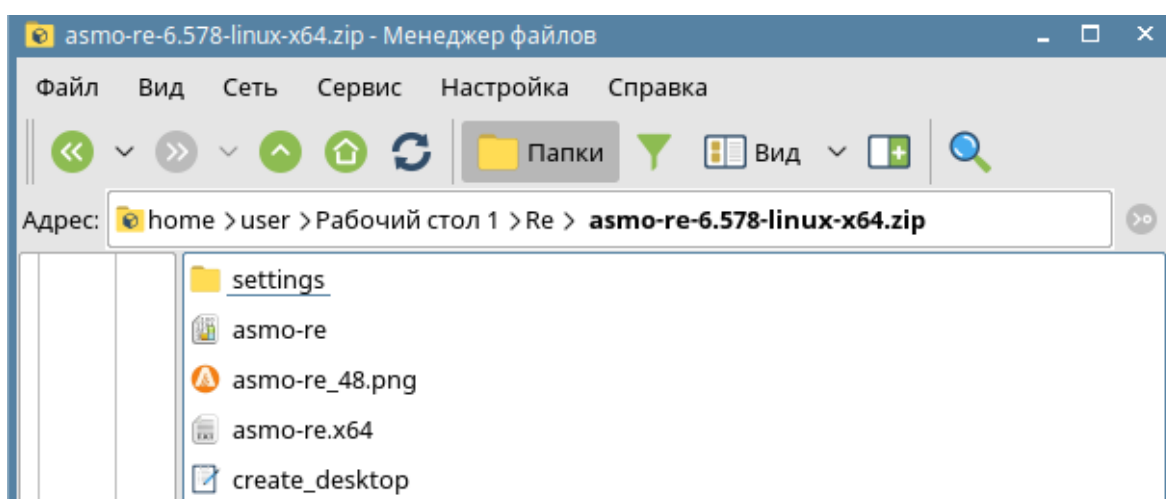 asmo-re-6.578-linux-x64.zip - Менеджер файлов
Файл Вид Сеть Сервис Настройка Справка
Папки Вид
Адрес: home > user > Рабочий стол 1 > Re > asmo-re-6.578-linux-x64.zip
settings
asmo-re
asmo-re_48.png
asmo-re.x64
create_desktop